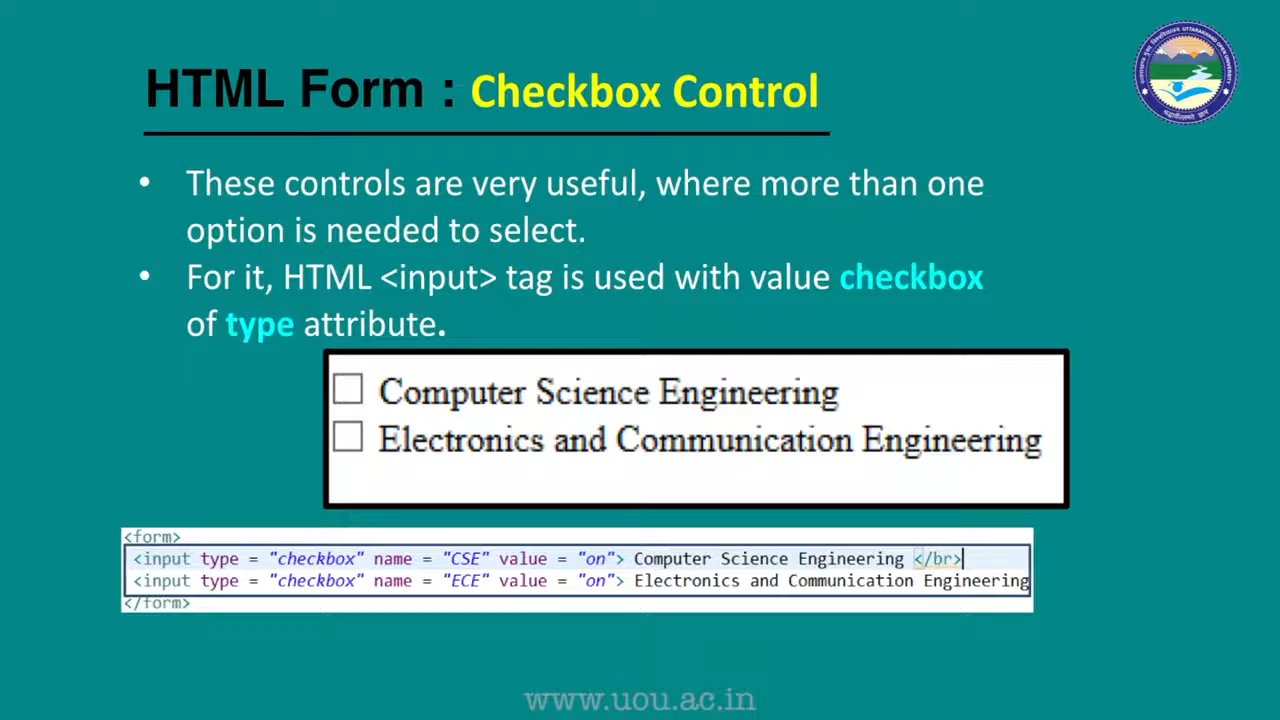 HTML Form : Checkbox Control
UTTARAKHAND OPEN UNIVERSITY
• These controls are very useful, where more than one
option is needed to select.
• For it, HTML <input> tag is used with value checkbox
of type attribute.
Computer Science Engineering
Electronics and Communication Engineering
<form>
<input type = "checkbox" name = "CSE" value = "on"> Computer Science Engineering </br>
<input type = "checkbox" name = "ECE" value = "on"> Electronics and Communication Engineering
</form>
www.uou.ac.in